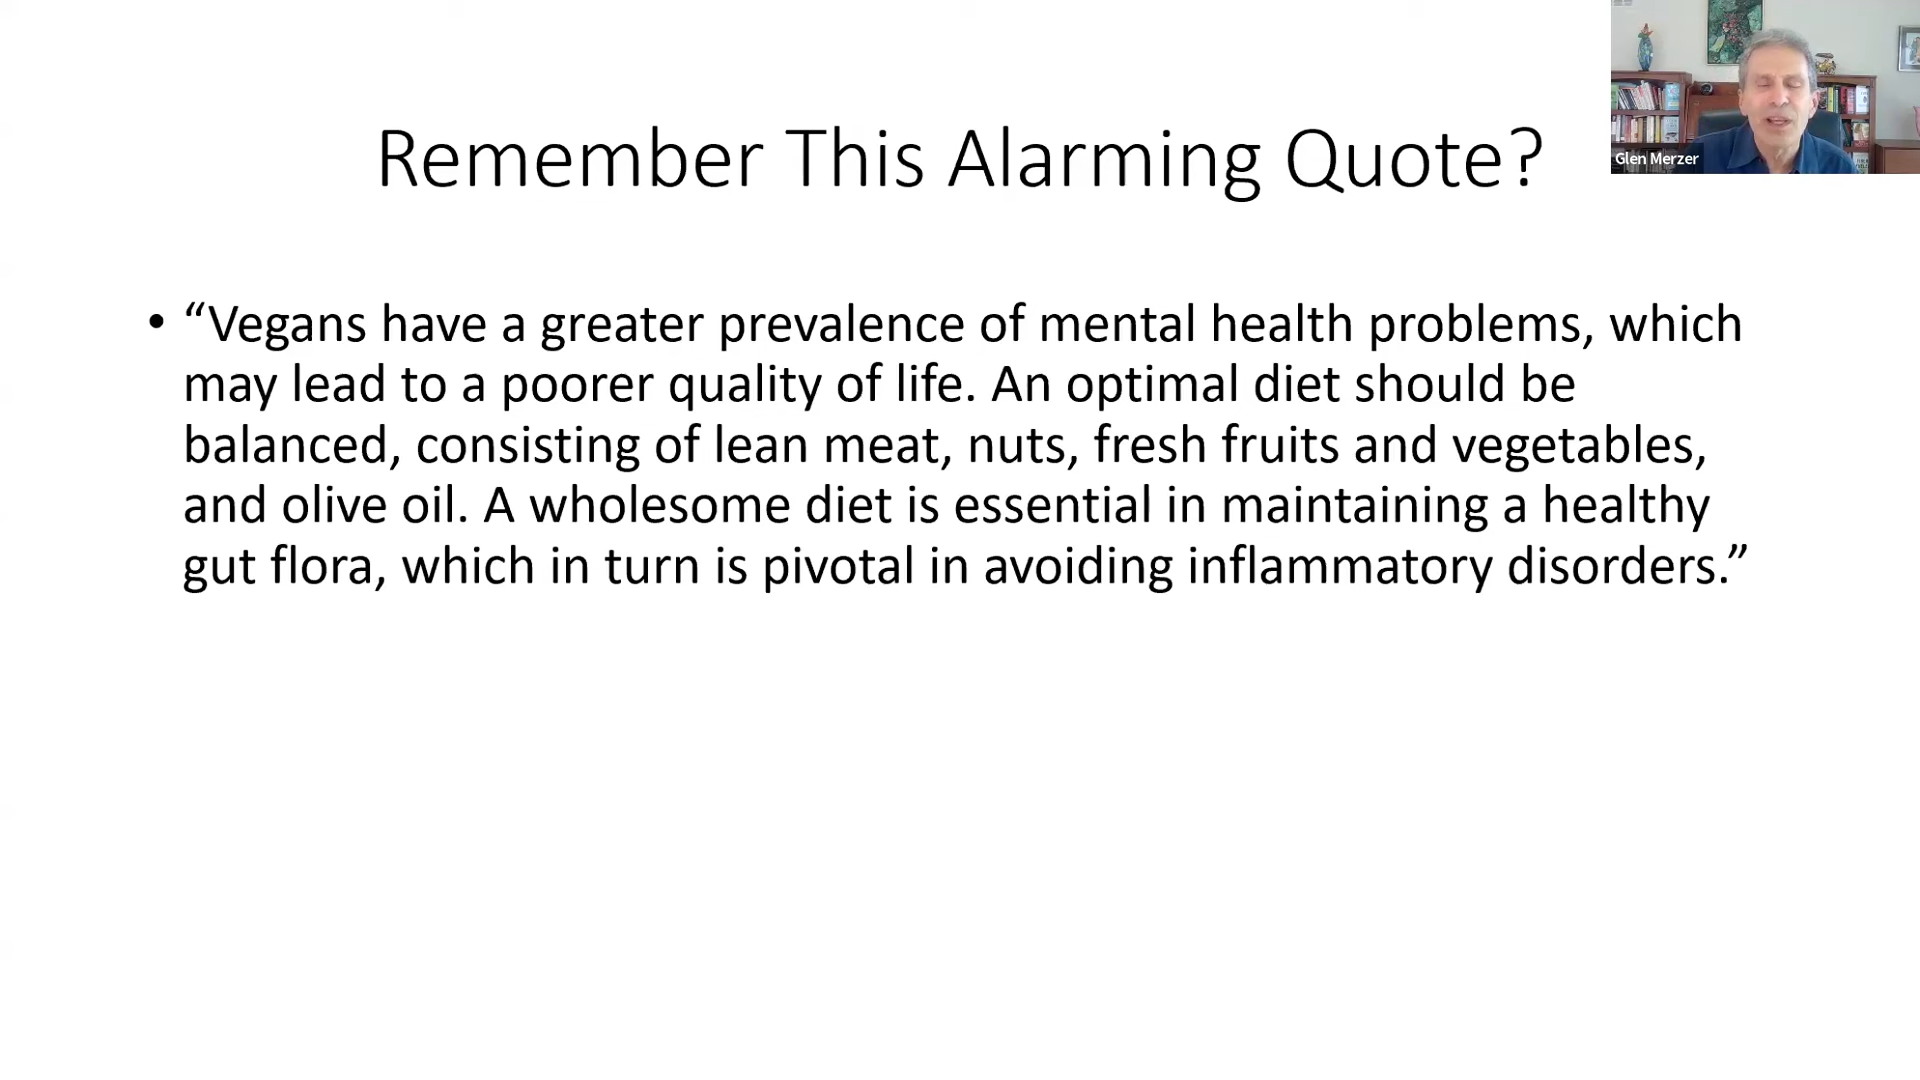 Remember This Alarming Quote?
Glen Merzer
• “Vegans have a greater prevalence of mental health problems, which
may lead to a poorer quality of life. An optimal diet should be
balanced, consisting of lean meat, nuts, fresh fruits and vegetables,
and olive oil. A wholesome diet is essential in maintaining a healthy
gut flora, which in turn is pivotal in avoiding inflammatory disorders.”